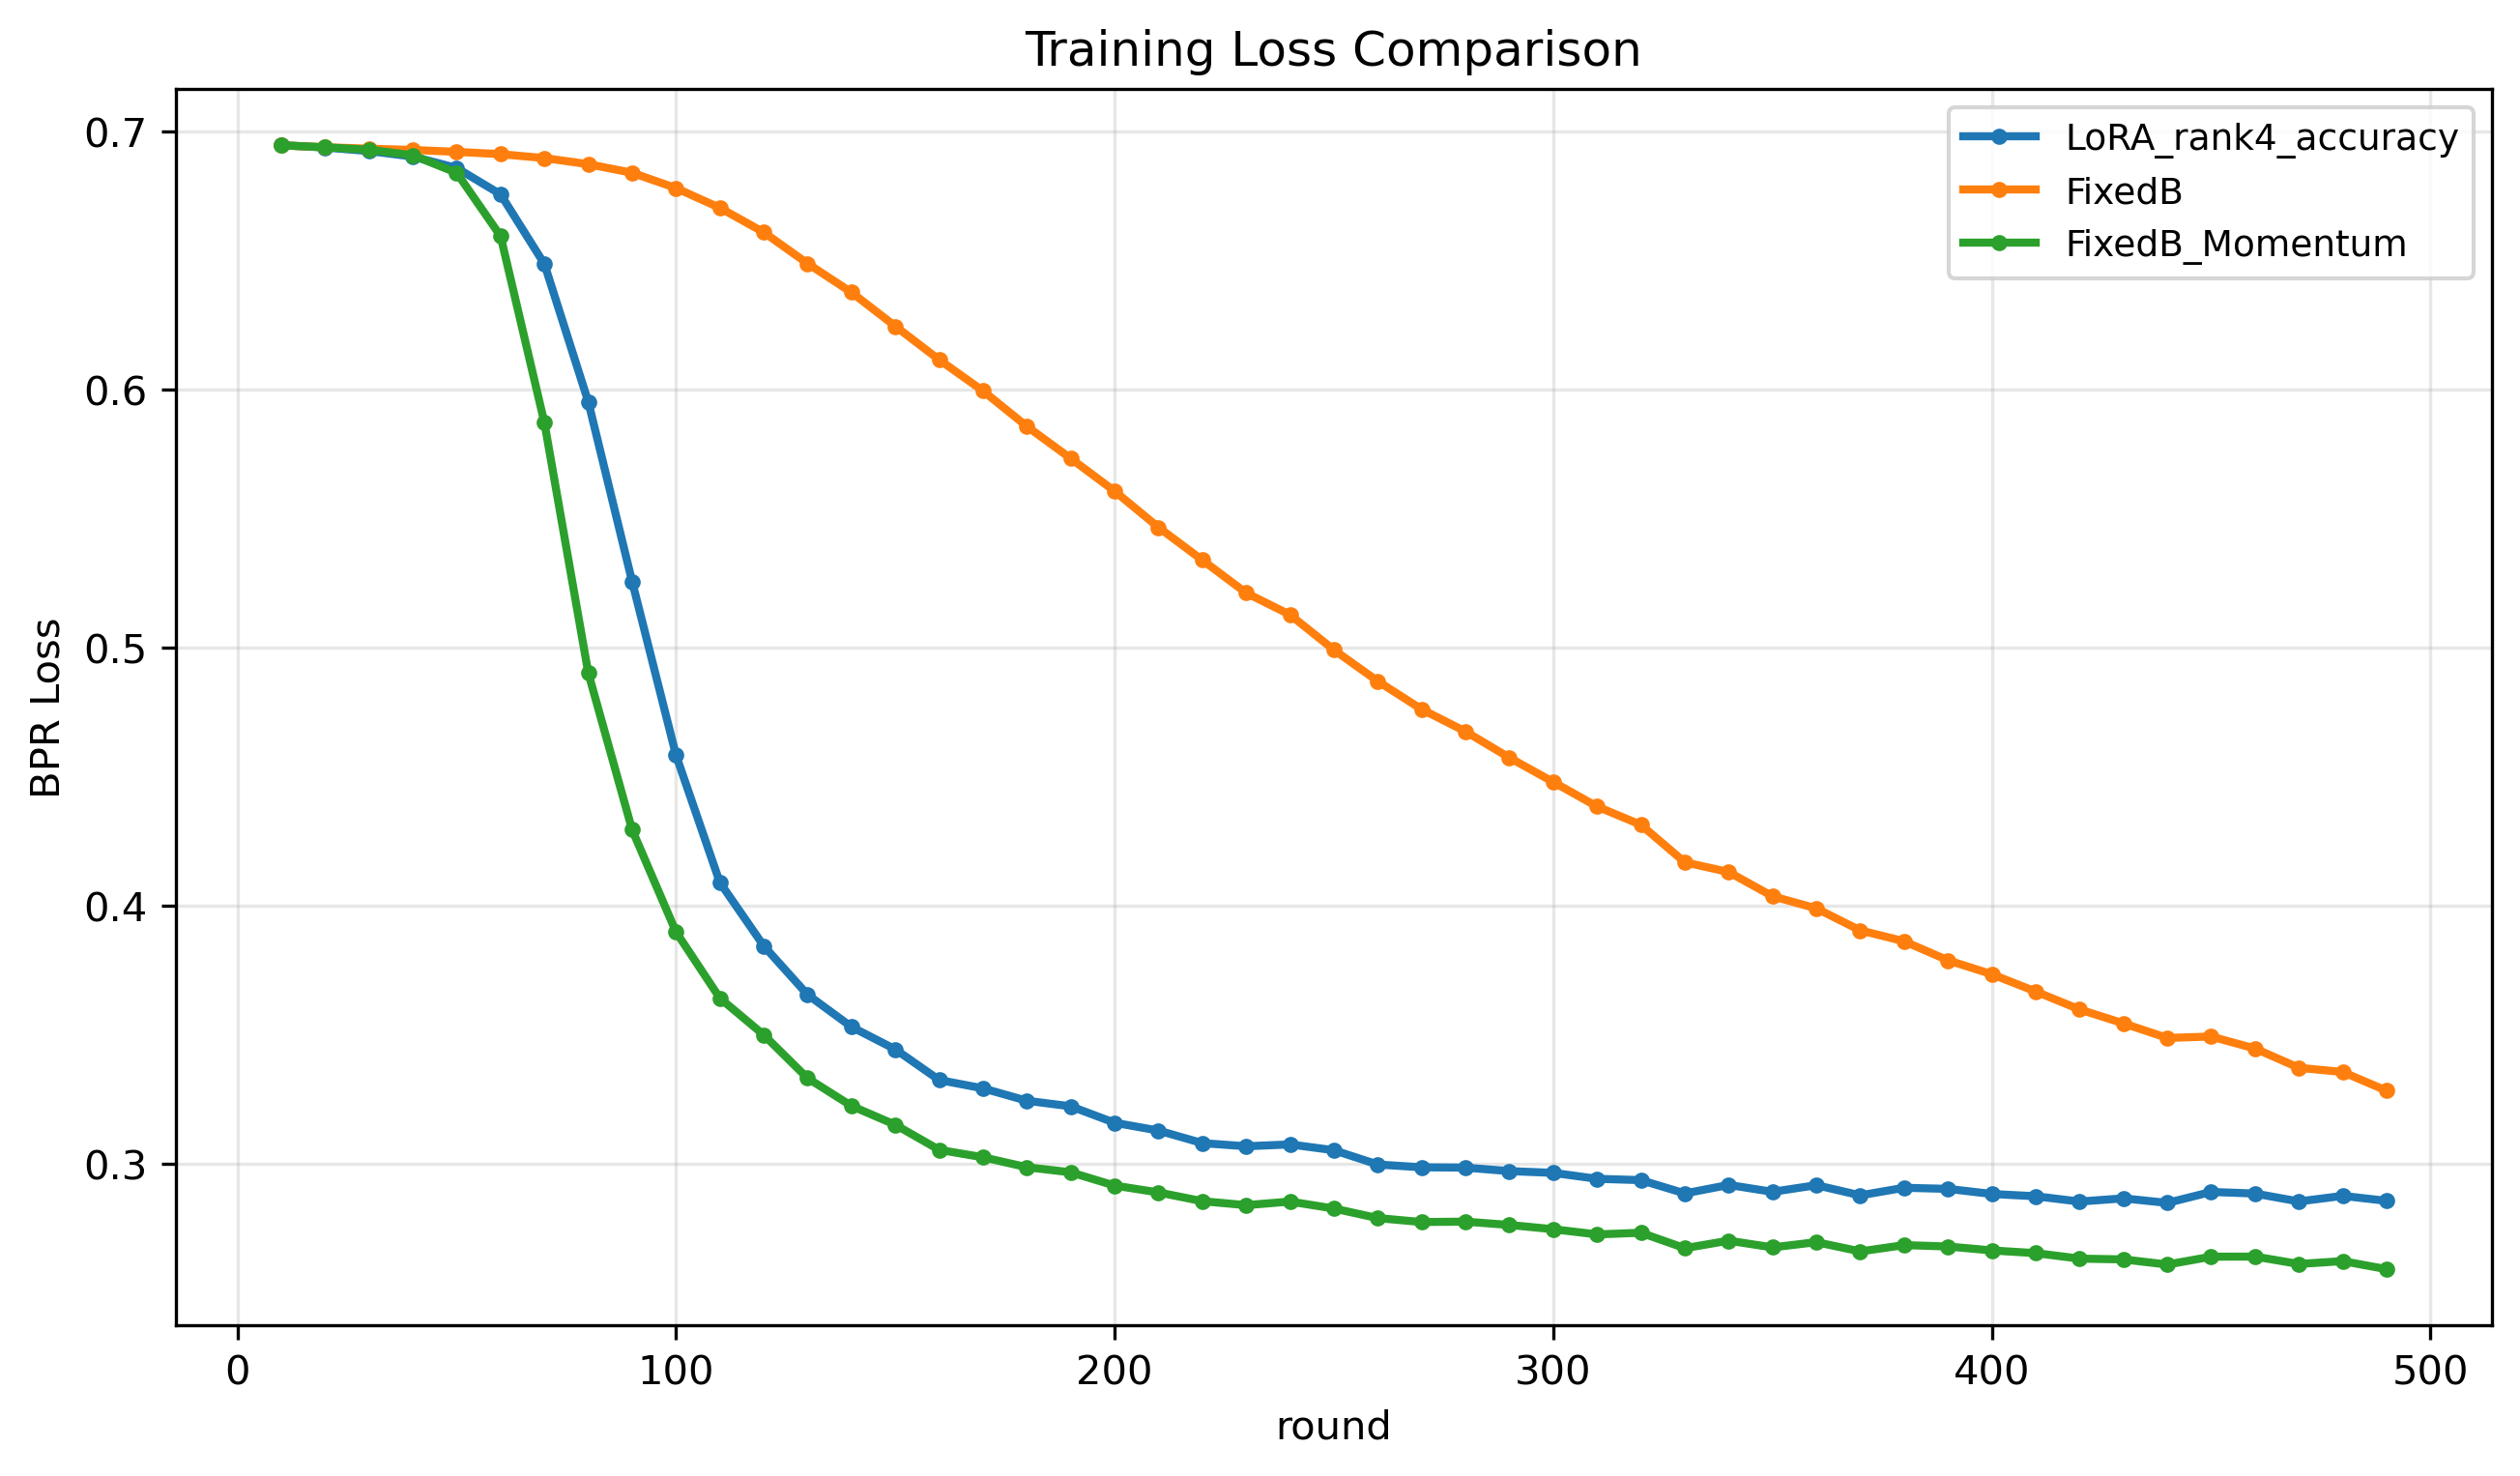 Training Loss Comparison
LoRA_rank4_accuracy
FixedB
FixedB_Momentum
BPR Loss
0.7
0.6
0.5
0.4
0.3
0
100
200
300
400
500
round